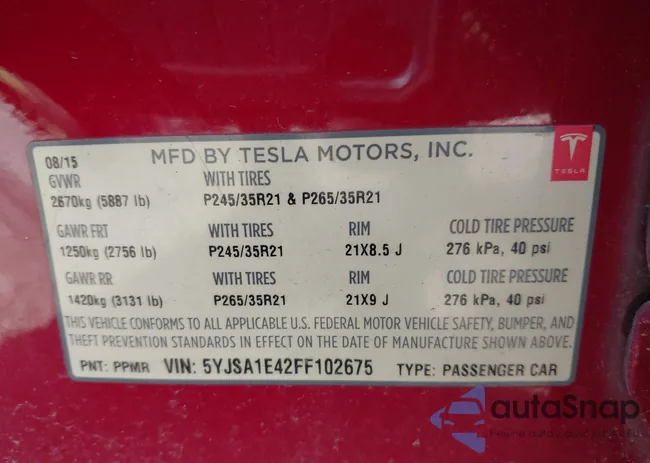 08/15 MFD BY TESLA MOTORS, INC.
TESLA
GVWR WITH TIRES
2670kg (5887 lb) P245/35R21 & P265/35R21
GAWR FRT WITH TIRES RIM COLD TIRE PRESSURE
1250kg (2756 lb) P245/35R21 21X8.5 J 276 kPa, 40 psi
GAWR RR WITH TIRES RIM COLD TIRE PRESSURE
1420kg (3131 lb) P265/35R21 21X9 J 276 kPa, 40 psi
THIS VEHICLE CONFORMS TO ALL APPLICABLE U.S. FEDERAL MOTOR VEHICLE SAFETY, BUMPER, AND
THEFT PREVENTION STANDARDS IN EFFECT ON THE DATE OF MANUFACTURE SHOWN ABOVE.
PNT: PPMR VIN: 5YJSA1E42FF102675 TYPE: PASSENGER CAR
autaSnap